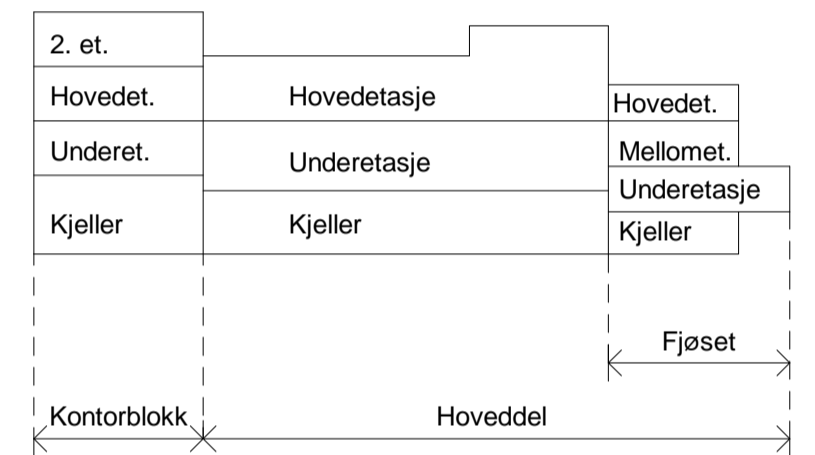 2. et.
Hovedet.
Hovedetasje
Hovedet.
Underet.
Underetasje
Mellomet.
Underetasje
Kjeller
Kjeller
Kjeller
Fjøset
Kontorblokk
Hoveddel